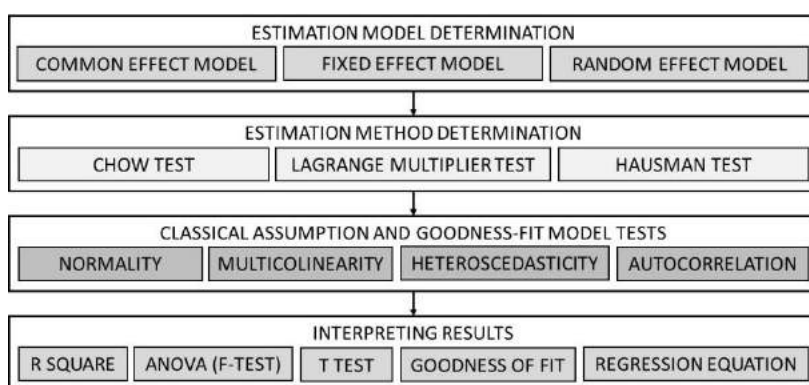 ESTIMATION MODEL DETERMINATION
COMMON EFFECT MODEL FIXED EFFECT MODEL RANDOM EFFECT MODEL
ESTIMATION METHOD DETERMINATION
CHOW TEST LAGRANGE MULTIPLIER TEST HAUSMAN TEST
CLASSICAL ASSUMPTION AND GOODNESS-FIT MODEL TESTS
NORMALITY MULTICOLINEARITY HETEROSCEDASTICITY AUTOCORRELATION
INTERPRETING RESULTS
R SQUARE ANOVA (F-TEST) T TEST GOODNESS OF FIT REGRESSION EQUATION